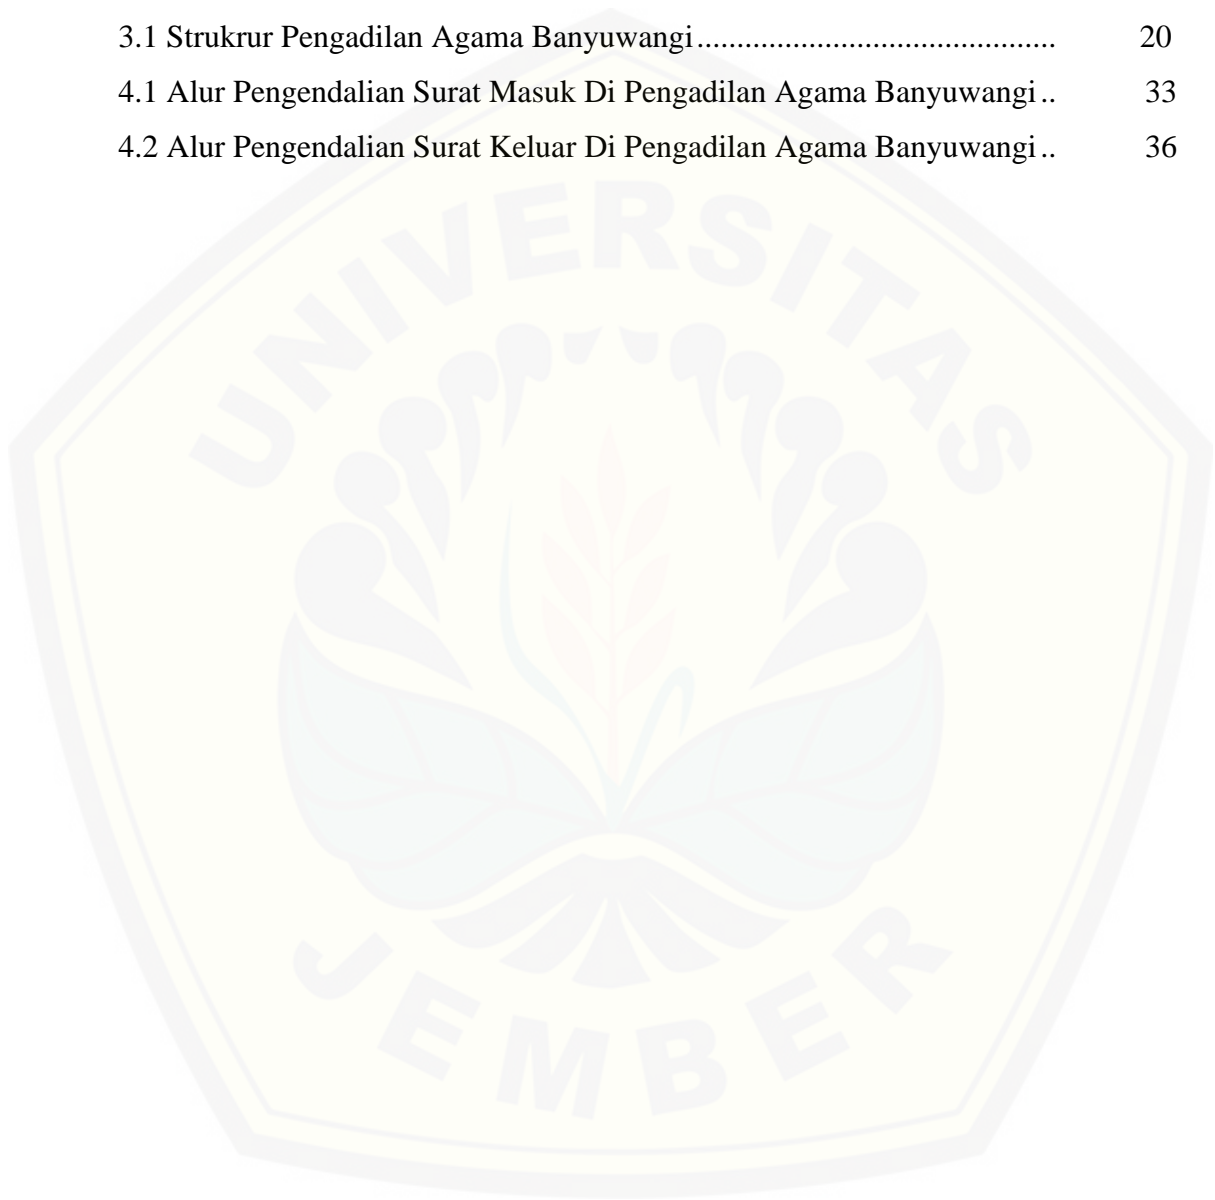 3.1 Strukrur Pengadilan Agama Banyuwangi............................................. 20
4.1 Alur Pengendalian Surat Masuk Di Pengadilan Agama Banyuwangi.. 33
4.2 Alur Pengendalian Surat Keluar Di Pengadilan Agama Banyuwangi.. 36
UNIVERSITAS
JEMBER